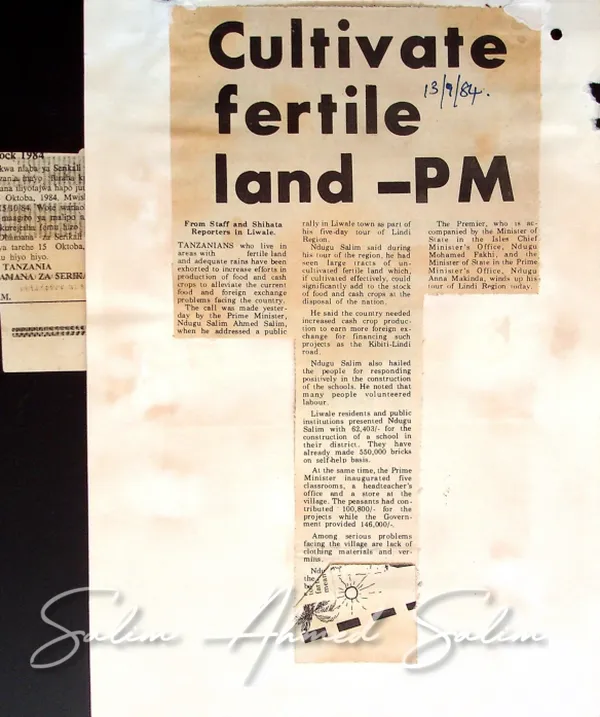 Cultivate
fertile
land –PM
13/9/84.
From Staff and Shihata
Reporters in Liwale.
TANZANIANS who live in
areas with fertile land
and adequate rains have been
exhorted to increase efforts in
production of food and cash
crops to alleviate the current
food and foreign exchange
problems facing the country.
The call was made yester-
day by the Prime Minister,
Ndugu Salim Ahmed Salim,
when he addressed a public
rally in Liwale town as part of
his five-day tour of Lindi
Region.
Ndugu Salim said during
his tour of the region, he had
seen large tracts of un-
cultivated fertile land which,
if cultivated effectively, could
significantly add to the stock
of food and cash crops at the
disposal of the nation.
He said the country needed
increased cash crop produc-
tion to earn more foreign ex-
change for financing such
projects as the Kibiti-Lindi
road.
Ndugu Salim also hailed
the people for responding
positively in the construction
of the schools. He noted that
many people volunteered
labour.
Liwale residents and public
institutions presented Ndugu
Salim with 62,403/- for the
construction of a school in
their district. They have
already made 550,000 bricks
on self-help basis.
At the same time, the Prime
Minister inaugurated five
classrooms, a headteacher's
office and a store at the
village. The peasants had con-
tributed 100,800/- for the
projects while the Govern-
ment provided 146,000/-.
Among serious problems
facing the village are lack of
clothing materials and ver-
mins.
The Premier, who is ac-
companied by the Minister of
State in the Isles Chief
Minister's Office, Ndugu
Mohamed Fakhi, and the
Minister of State in the Prime
Minister's Office, Ndugu
Anna Makinda, winds up his
tour of Lindi Region today.
ock 1984
Oktoba, 1984.
ya tarehe 15 Oktoba,
u hiyo hiyo.
TANZANIA
AMANA ZA SERIKA
M.
Salim Ahmed Salim